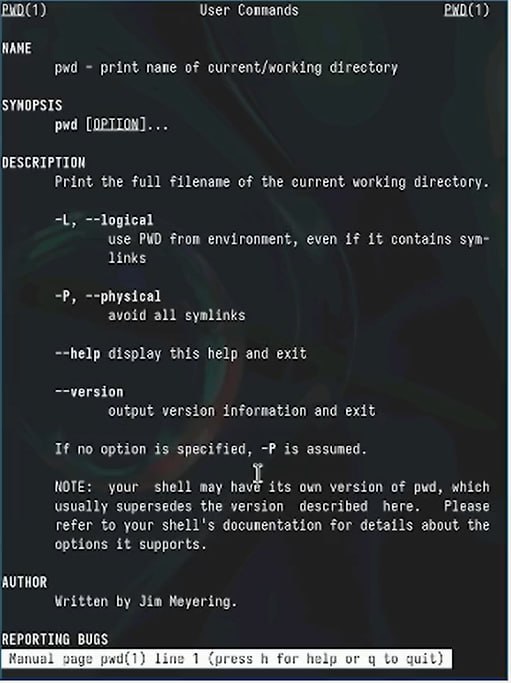 PWD(1) User Commands PWD(1)
NAME
pwd - print name of current/working directory
SYNOPSIS
pwd [OPTION]...
DESCRIPTION
Print the full filename of the current working directory.
-L, --logical
use PWD from environment, even if it contains sym-
links
-P, --physical
avoid all symlinks
--help display this help and exit
--version
output version information and exit
If no option is specified, -P is assumed.
NOTE: your shell may have its own version of pwd, which
usually supersedes the version described here. Please
refer to your shell's documentation for details about the
options it supports.
AUTHOR
Written by Jim Meyering.
REPORTING BUGS
Manual page pwd(1) line 1 (press h for help or q to quit)